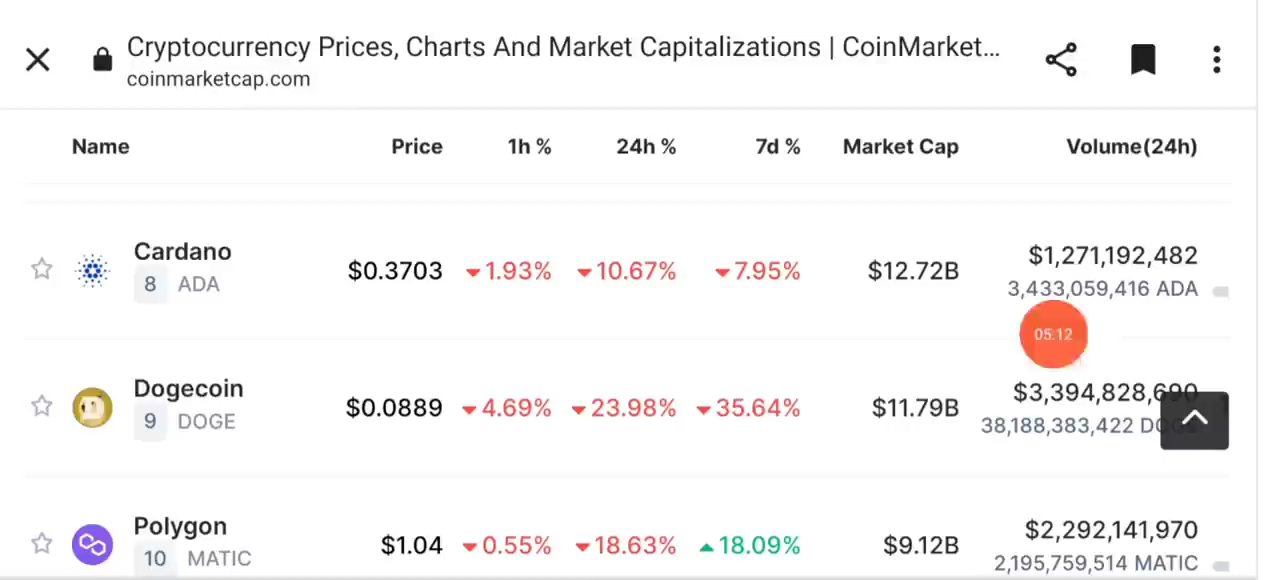 Cryptocurrency Prices, Charts And Market Capitalizations | CoinMarket...
coinmarketcap.com
Name Price 1h % 24h % 7d % Market Cap Volume(24h)
Cardano
8 ADA
$0.3703 1.93% 10.67% 7.95% $12.72B
$1,271,192,482
3,433,059,416 ADA
05:12
Dogecoin
9 DOGE
$0.0889 4.69% 23.98% 35.64% $11.79B
$3,394,828,690
38,188,383,422
Polygon
10 MATIC
$1.04 0.55% 18.63% 18.09% $9.12B
$2,292,141,970
2,195,759,514 MATIC